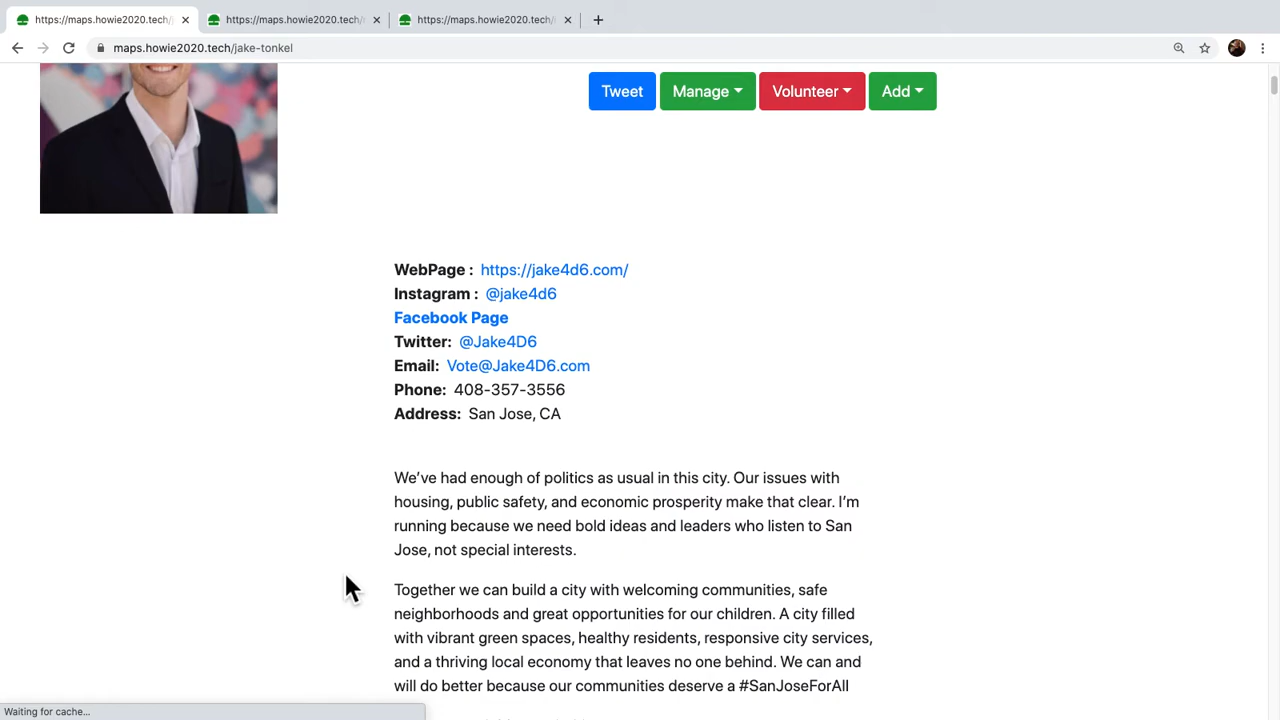 https://maps.howie2020.tech/ https://maps.howie2020.tech/ https://maps.howie2020.tech/
maps.howie2020.tech/jake-tonkel
Tweet Manage Volunteer Add
WebPage : https://jake4d6.com/
Instagram : @jake4d6
Facebook Page
Twitter: @Jake4D6
Email: Vote@Jake4D6.com
Phone: 408-357-3556
Address: San Jose, CA
We’ve had enough of politics as usual in this city. Our issues with
housing, public safety, and economic prosperity make that clear. I’m
running because we need bold ideas and leaders who listen to San
Jose, not special interests.
Together we can build a city with welcoming communities, safe
neighborhoods and great opportunities for our children. A city filled
with vibrant green spaces, healthy residents, responsive city services,
and a thriving local economy that leaves no one behind. We can and
will do better because our communities deserve a #SanJoseForAll
Waiting for cache...